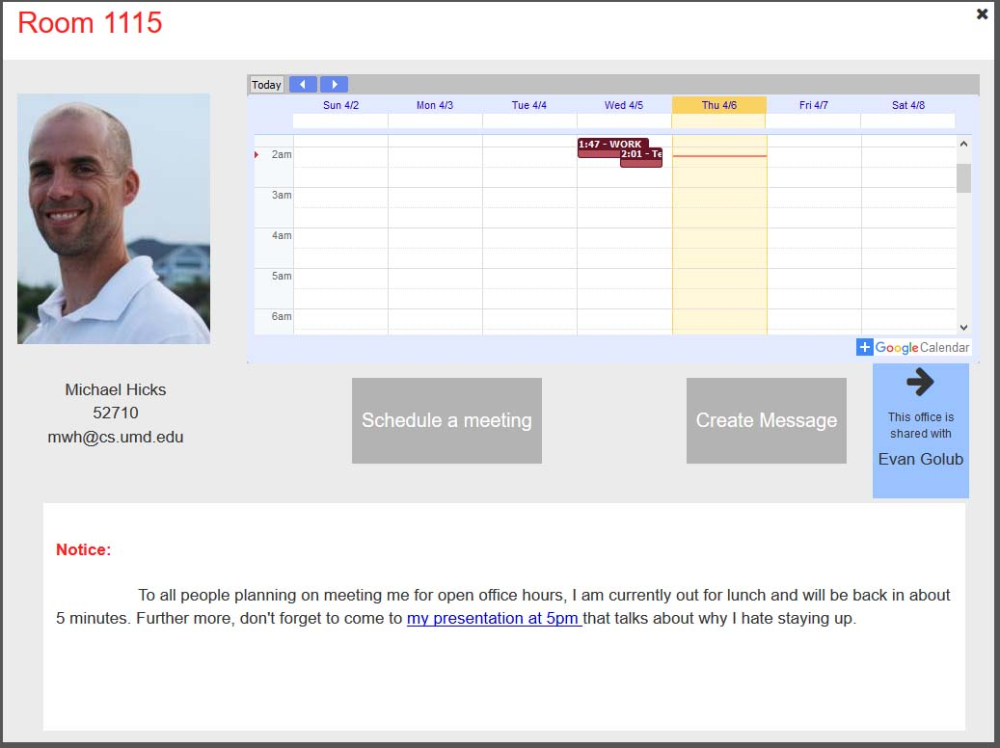 Room 1115
Today
Sun 4/2 Mon 4/3 Tue 4/4 Wed 4/5 Thu 4/6 Fri 4/7 Sat 4/8
1:47 - WORK
2am 2:01 - Te
3am
4am
5am
6am
Google Calendar
Michael Hicks
52710
mwh@cs.umd.edu
Schedule a meeting
Create Message
This office is
shared with
Evan Golub
Notice:
To all people planning on meeting me for open office hours, I am currently out for lunch and will be back in about
5 minutes. Further more, don't forget to come to my presentation at 5pm that talks about why I hate staying up.